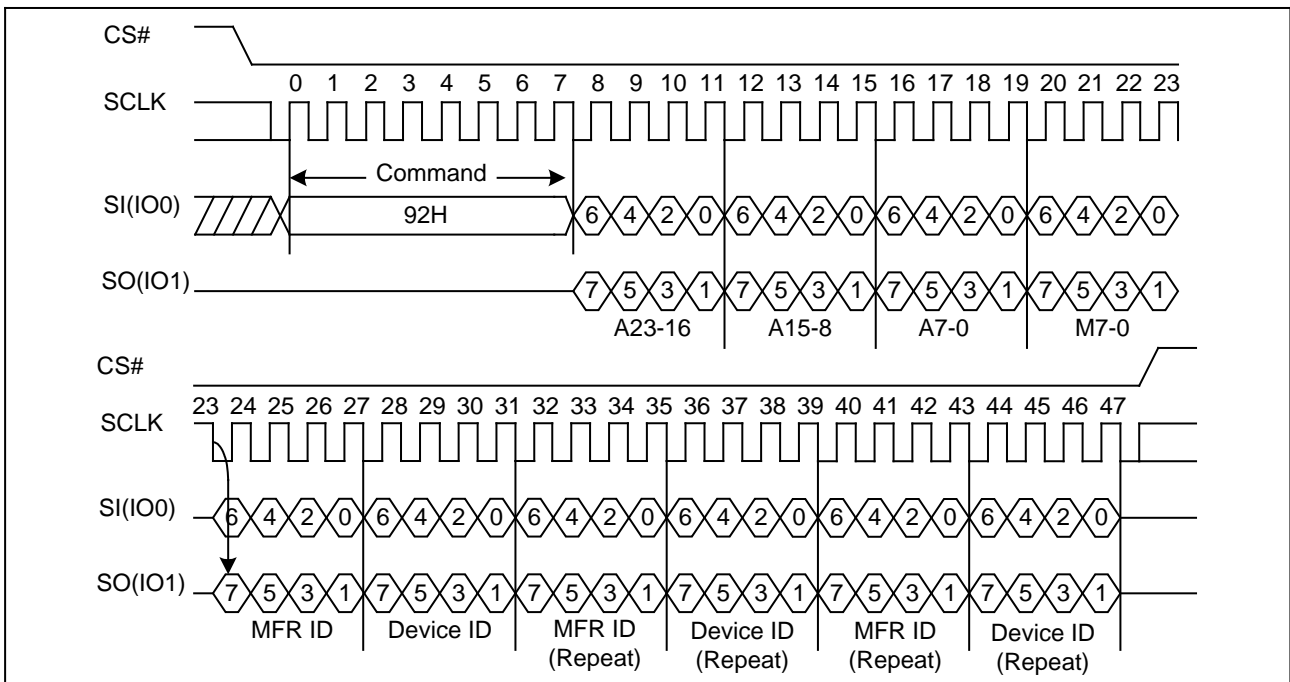 CS#
0 1 2 3 4 5 6 7 8 9 10 11 12 13 14 15 16 17 18 19 20 21 22 23
SCLK
Command
SI(IO0)
92H
6 4 2 0 6 4 2 0 6 4 2 0 6 4 2 0
SO(IO1)
7 5 3 1 7 5 3 1 7 5 3 1 7 5 3 1
A23-16 A15-8 A7-0 M7-0
CS#
23 24 25 26 27 28 29 30 31 32 33 34 35 36 37 38 39 40 41 42 43 44 45 46 47
SCLK
SI(IO0)
6 4 2 0 6 4 2 0 6 4 2 0 6 4 2 0 6 4 2 0 6 4 2 0
SO(IO1)
7 5 3 1 7 5 3 1 7 5 3 1 7 5 3 1 7 5 3 1 7 5 3 1
MFR ID Device ID MFR ID Device ID MFR ID Device ID
(Repeat) (Repeat) (Repeat) (Repeat)